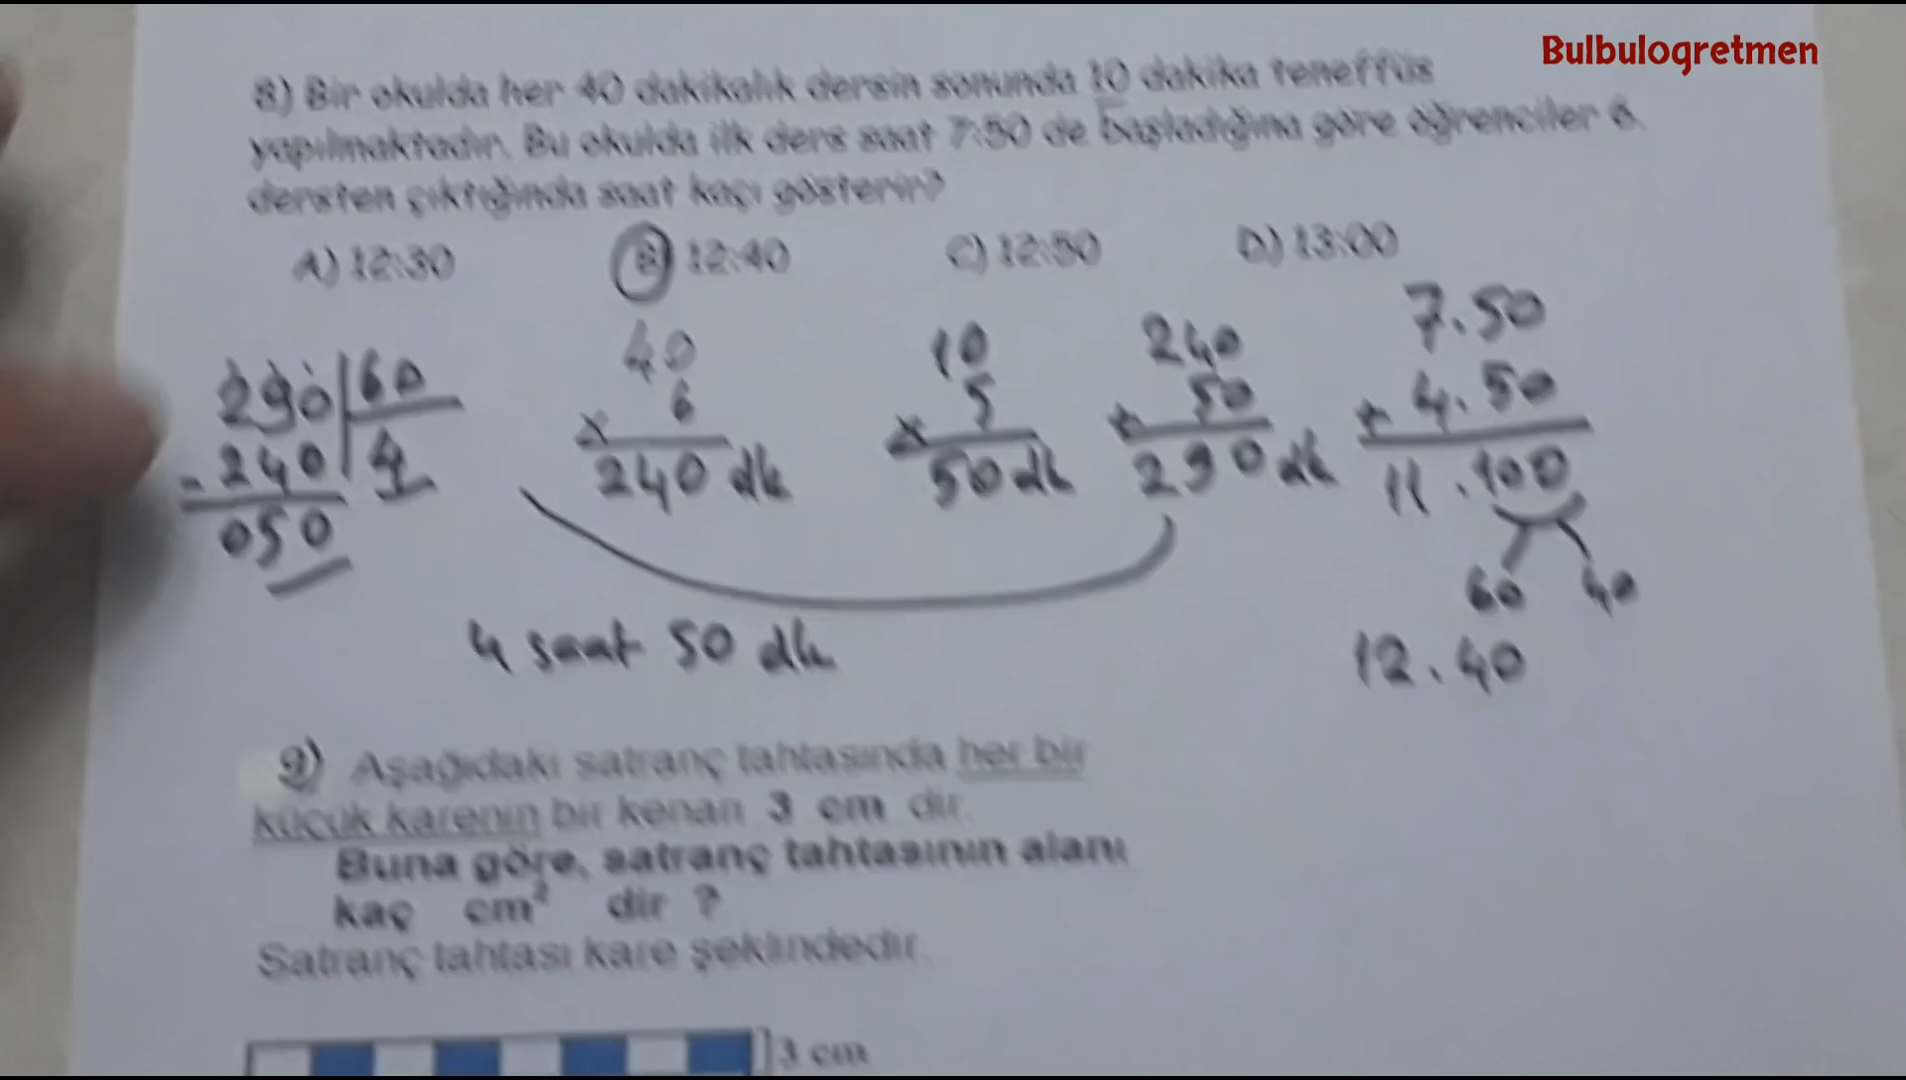 Bulbulogretmen
8) Bir okulda her 40 dakikalık dersin sonunda 10 dakika teneffüs
yapılmaktadır. Bu okulda ilk ders saat 7:50 de başladığına göre öğrenciler 6.
dersten çıktığında saat kaçı gösterir?
A) 12:30 B) 12:40 C) 12:50 D) 13:00
290 60
- 240 4
050
40
x 6
240 dk
10
x 5
50 dk
240
+ 50
290 dk
7.50
+ 4.50
11.100
60 40
12.40
4 saat 50 dk
9) Aşağıdaki satranç tahtasında her bir
küçük karenin bir kenarı 3 cm dir.
Buna göre, satranç tahtasının alanı
kaç cm² dir ?
Satranç tahtası kare şeklindedir.
3 cm